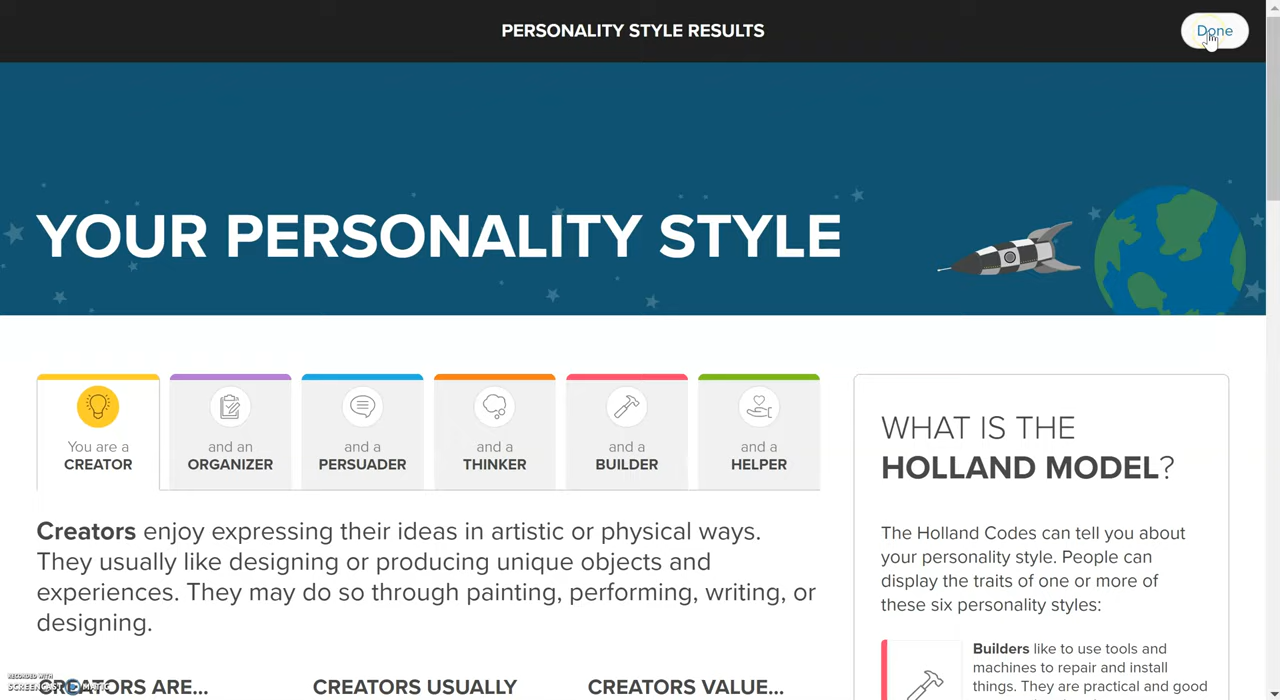 PERSONALITY STYLE RESULTS
Done
YOUR PERSONALITY STYLE
You are a
CREATOR
and an
ORGANIZER
and a
PERSUADER
and a
THINKER
and a
BUILDER
and a
HELPER
Creators enjoy expressing their ideas in artistic or physical ways.
They usually like designing or producing unique objects and
experiences. They may do so through painting, performing, writing, or
designing.
CREATORS ARE...
CREATORS USUALLY
CREATORS VALUE...
WHAT IS THE
HOLLAND MODEL?
The Holland Codes can tell you about
your personality style. People can
display the traits of one or more of
these six personality styles:
Builders like to use tools and
machines to repair and install
things. They are practical and good
RECORDED WITH
SCREENCAST-O-MATIC